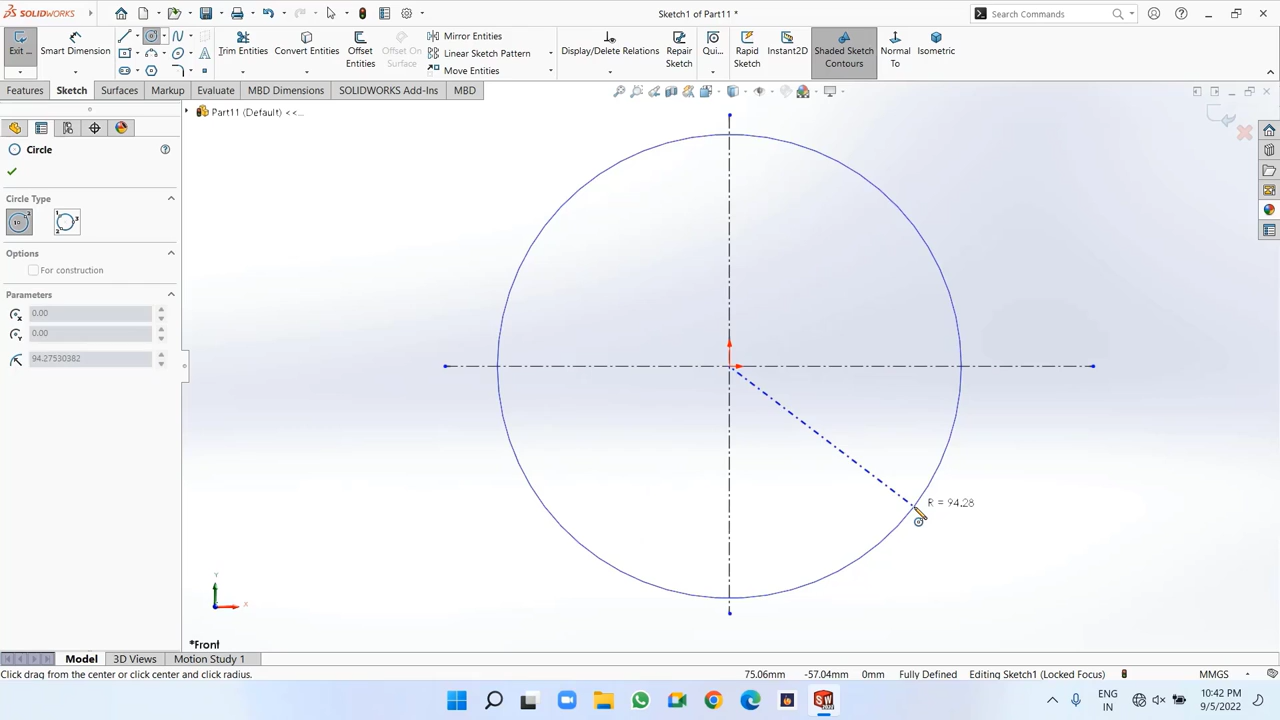 SOLIDWORKS
Sketch1 of Part11 *
Search Commands
Exit ...
Smart Dimension
Trim Entities
Convert Entities
Offset Entities
Offset On Surface
Mirror Entities
Linear Sketch Pattern
Move Entities
Display/Delete Relations
Repair Sketch
Qui...
Rapid Sketch
Instant2D
Shaded Sketch Contours
Normal To
Isometric
Features
Sketch
Surfaces
Markup
Evaluate
MBD Dimensions
SOLIDWORKS Add-Ins
MBD
Part11 (Default) <<...
Circle
Circle Type
Options
For construction
Parameters
0.00
0.00
94.27530382
R = 94.28
Y
X
*Front
Model
3D Views
Motion Study 1
Click drag from the center or click center and click radius.
75.06mm
-57.04mm
0mm
Fully Defined
Editing Sketch1 (Locked Focus)
MMGS
ENG
IN
10:42 PM
9/5/2022